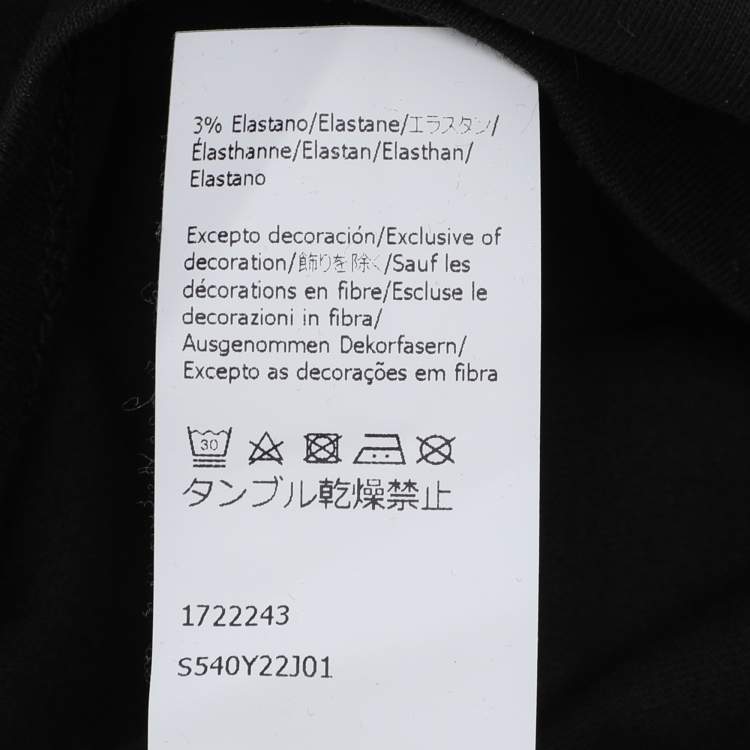 3% Elastano/Elastane/エラスタン/
Élasthanne/Elastan/Elasthan/
Elastano
Excepto decoración/Exclusive of
decoration/飾りを除く/Sauf les
décorations en fibre/Escluse le
decorazioni in fibra/
Ausgenommen Dekorfasern/
Excepto as decorações em fibra
30
タンブル乾燥禁止
1722243
S540Y22J01